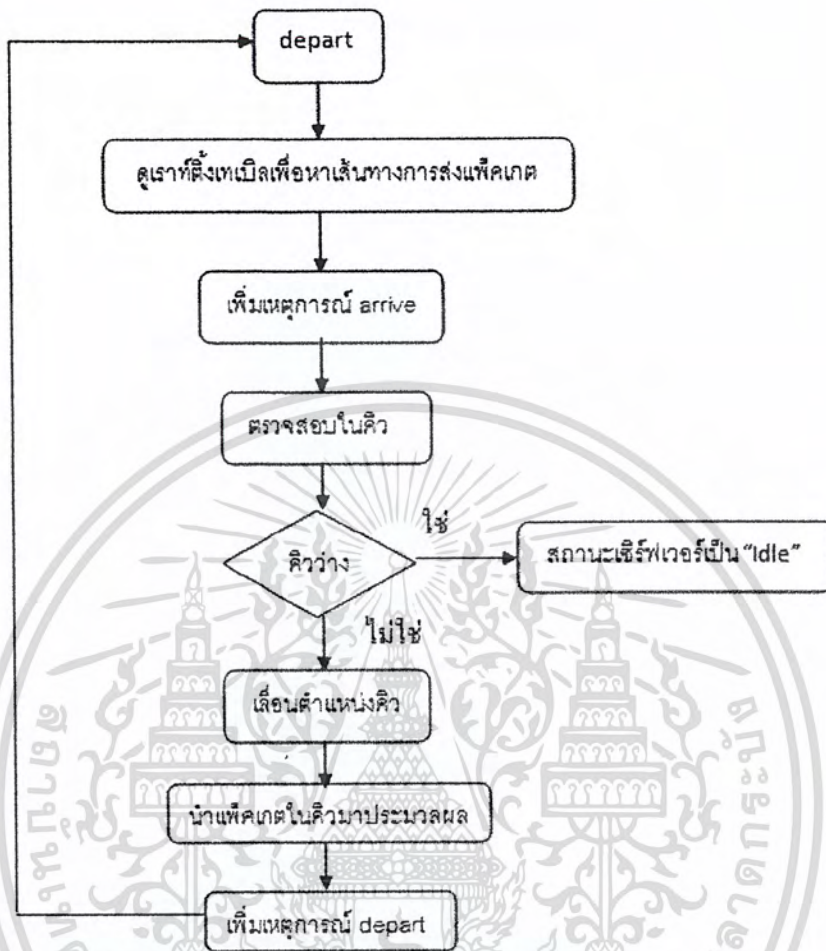 depart
ดูเราท์ติ้งเทเบิลเพื่อหาเส้นทางการส่งแพ็คเกต
เพิ่มเหตุการณ์ arrive
ตรวจสอบในคิว
คิวว่าง
ใช่
สถานะเซิร์ฟเวอร์เป็น “Idle”
ไม่ใช่
เลื่อนตำแหน่งคิว
นำแพ็คเกตในคิวมาประมวลผล
เพิ่มเหตุการณ์ depart